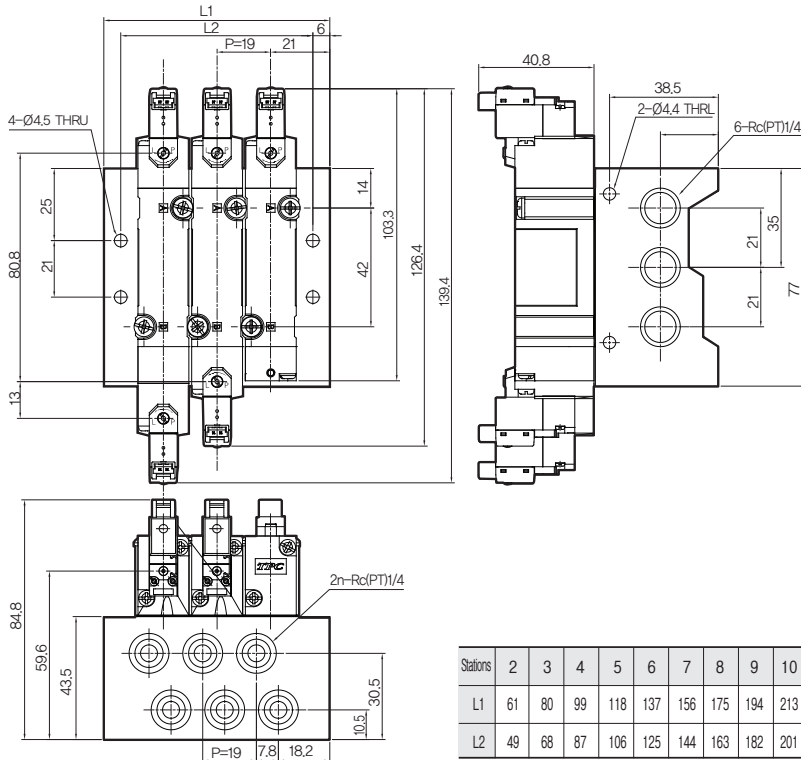 L1
L2
6
P=19
21
4-Ø4.5 THRU
25
80.8
21
13
14
42
103.3
126.4
139.4
40.8
38.5
2-Ø4.4 THRL
6-Rc(PT)1/4
21
21
35
77
L P
L P
L P
L P
L P
TPC
84.8
59.6
43.5
2n-Rc(PT)1/4
30.5
10.5
P=19
7.8
18.2
Stations 2 3 4 5 6 7 8 9 10
L1 61 80 99 118 137 156 175 194 213
L2 49 68 87 106 125 144 163 182 201